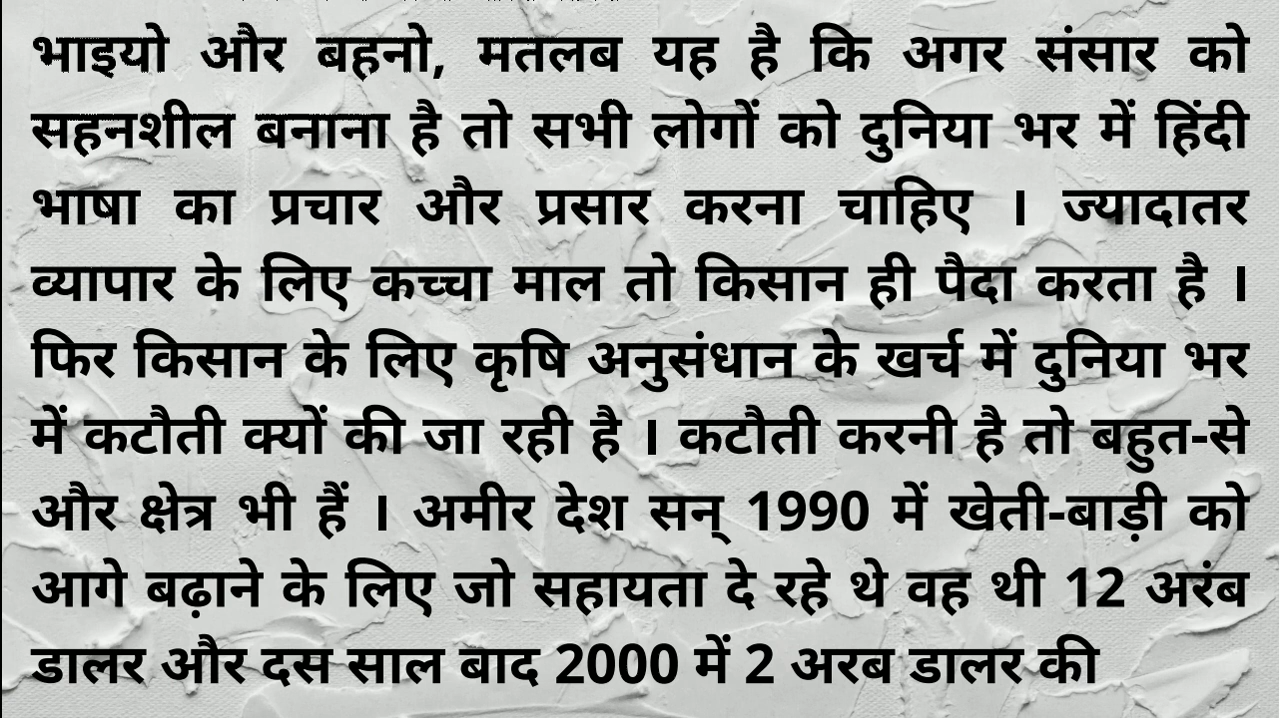 भाइयो और बहनो, मतलब यह है कि अगर संसार को
सहनशील बनाना है तो सभी लोगों को दुनिया भर में हिंदी
भाषा का प्रचार और प्रसार करना चाहिए । ज्यादातर
व्यापार के लिए कच्चा माल तो किसान ही पैदा करता है ।
फिर किसान के लिए कृषि अनुसंधान के खर्च में दुनिया भर
में कटौती क्यों की जा रही है । कटौती करनी है तो बहुत-से
और क्षेत्र भी हैं । अमीर देश सन् 1990 में खेती-बाड़ी को
आगे बढ़ाने के लिए जो सहायता दे रहे थे वह थी 12 अरंब
डालर और दस साल बाद 2000 में 2 अरब डालर की